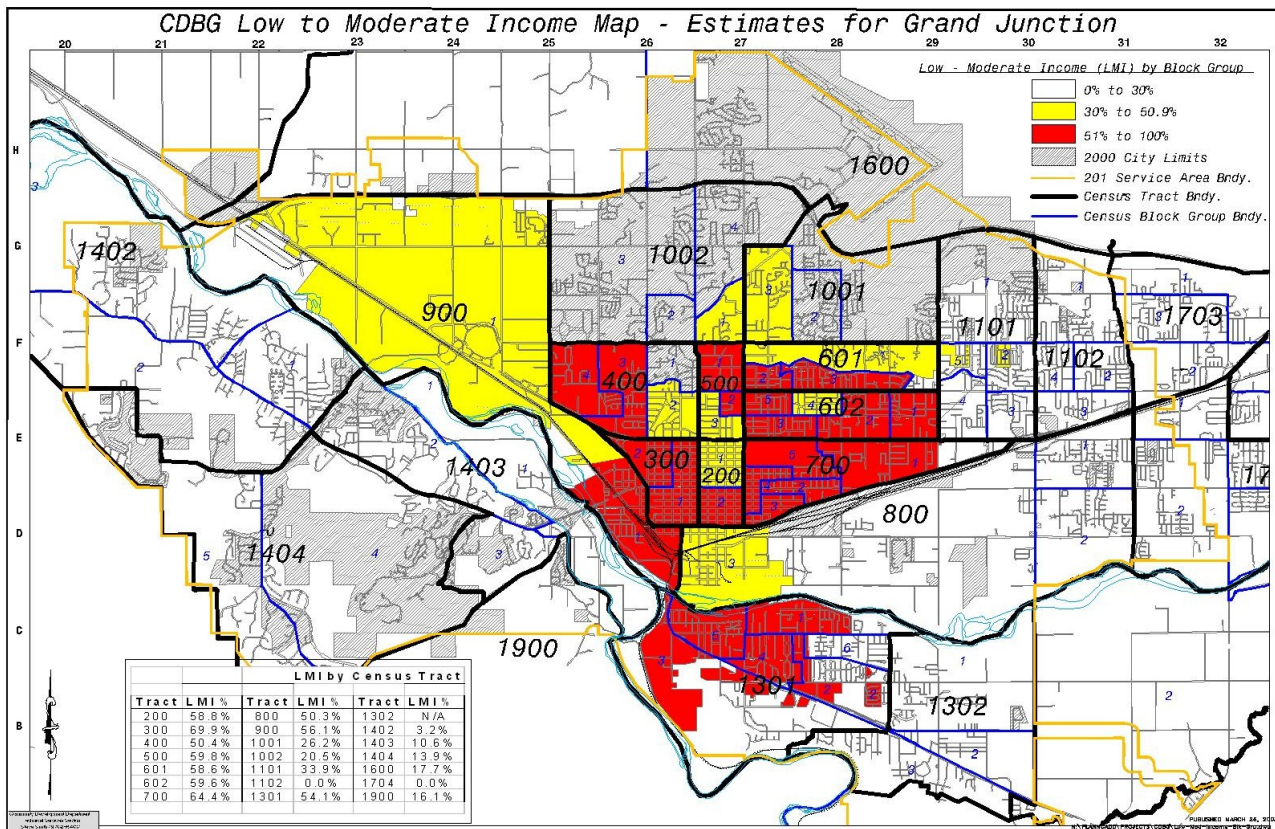 CDBG Low to Moderate Income Map - Estimates for Grand Junction
20 21 22 23 24 25 26 27 28 29 30 31 32
Low - Moderate Income (LMI) by Block Group
0% to 30%
30% to 50.9%
51% to 100%
2000 City Limits
201 Service Area Bndy.
Census Tract Bndy.
Census Block Group Bndy.
H
G
F
E
D
C
B
1600
1402
1002
900
1001
1101
1703
601
1102
400
500
602
1403
300
200
700
17
800
1404
1900
1301
1302
LMI by Census Tract
Tract LMI% Tract LMI% Tract LMI%
200 58.8% 800 50.3% 1302 N/A
300 69.9% 900 56.1% 1402 3.2%
400 50.4% 1001 26.2% 1403 10.6%
500 59.8% 1002 20.5% 1404 13.9%
601 58.6% 1101 33.9% 1600 17.7%
602 59.6% 1102 0.0% 1704 0.0%
700 64.4% 1301 54.1% 1900 16.1%
Community Development Department
PUBLISHED MARCH